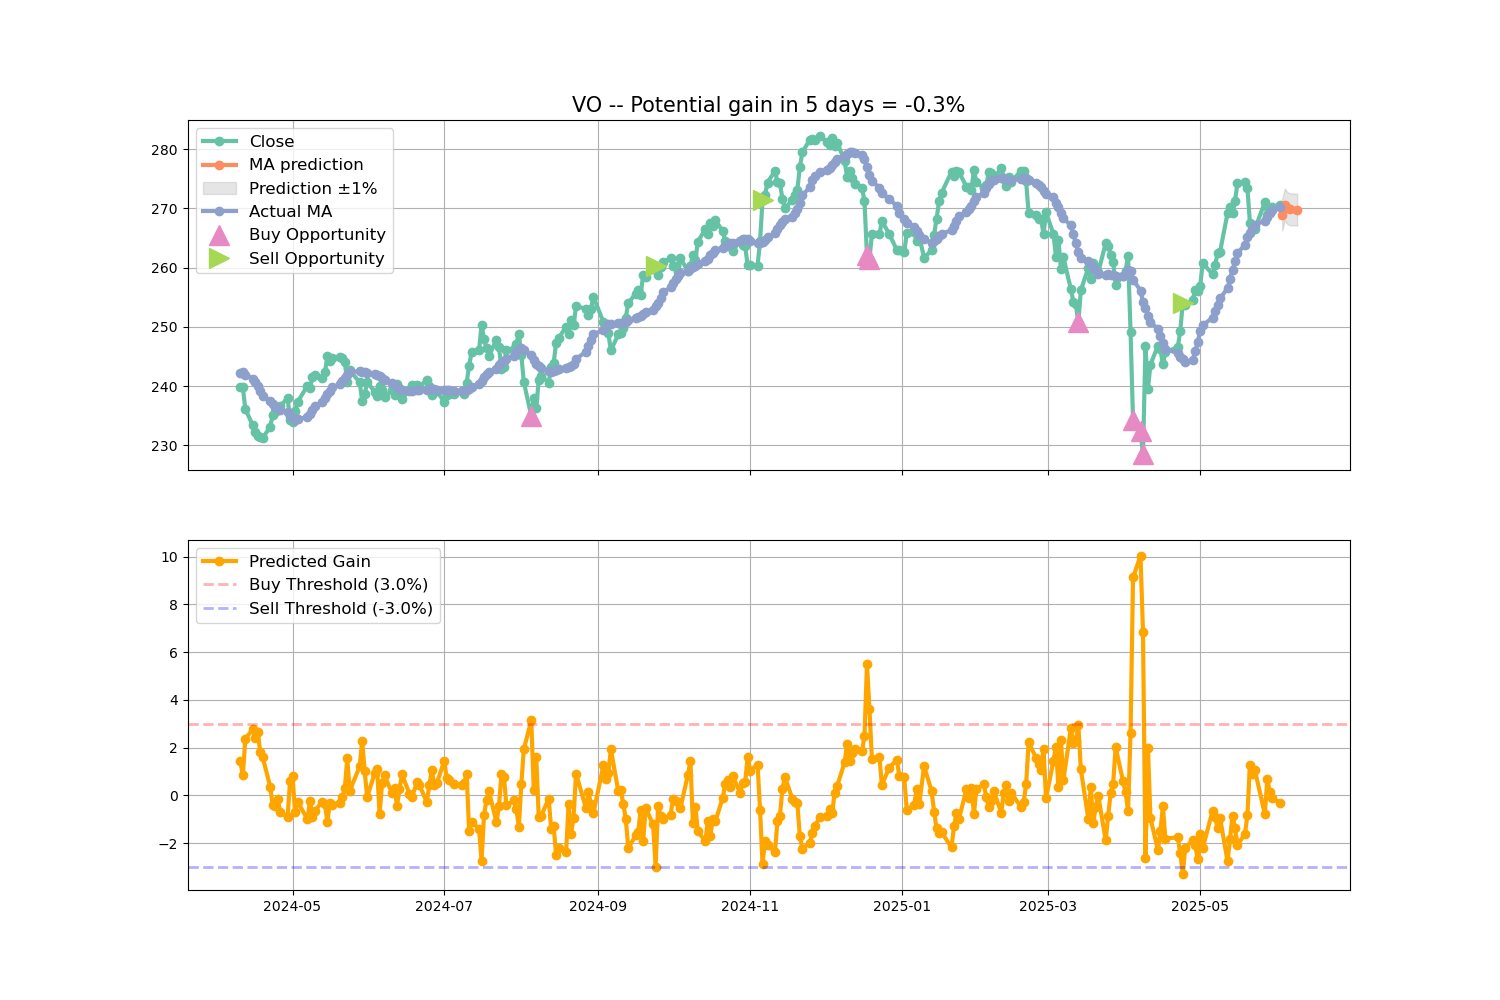 VO -- Potential gain in 5 days = -0.3%
Close
MA prediction
Prediction ±1%
Actual MA
Buy Opportunity
Sell Opportunity
280
270
260
250
240
230
Predicted Gain
Buy Threshold (3.0%)
Sell Threshold (-3.0%)
10
8
6
4
2
0
−2
2024-05 2024-07 2024-09 2024-11 2025-01 2025-03 2025-05